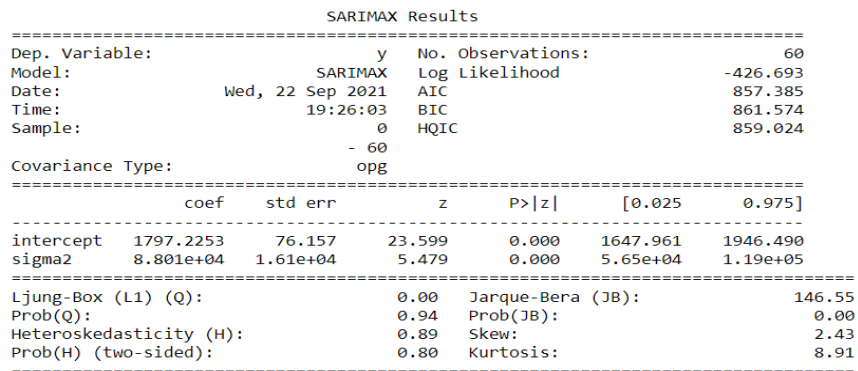 SARIMAX Results
==============================================================================
Dep. Variable:                      y   No. Observations:                   60
Model:                        SARIMAX   Log Likelihood                -426.693
Date:                Wed, 22 Sep 2021   AIC                            857.385
Time:                        19:26:03   BIC                            861.574
Sample:                             0   HQIC                           859.024
                                 - 60
Covariance Type:                  opg
==============================================================================
                 coef    std err          z      P>|z|      [0.025      0.975]
------------------------------------------------------------------------------
intercept   1797.2253     76.157     23.599      0.000    1647.961    1946.490
sigma2      8.801e+04   1.61e+04      5.479      0.000    5.65e+04    1.19e+05
===================================================================================
Ljung-Box (L1) (Q):                   0.00   Jarque-Bera (JB):               146.55
Prob(Q):                              0.94   Prob(JB):                         0.00
Heteroskedasticity (H):               0.89   Skew:                             2.43
Prob(H) (two-sided):                  0.80   Kurtosis:                         8.91
-----------------------------------------------------------------------------------